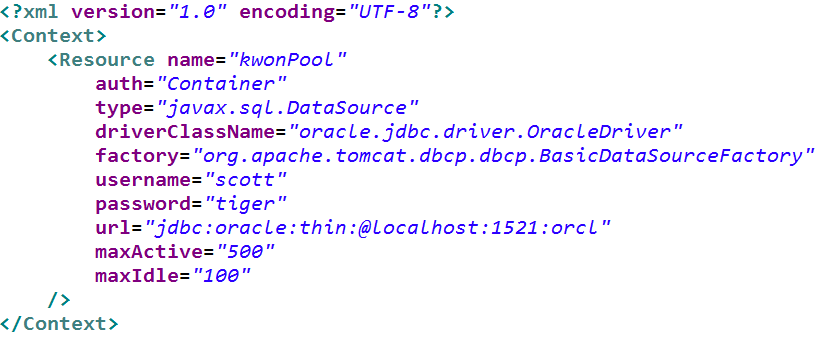 <?xml version="1.0" encoding="UTF-8"?>
<Context>
    <Resource name="kwonPool"
        auth="Container"
        type="javax.sql.DataSource"
        driverClassName="oracle.jdbc.driver.OracleDriver"
        factory="org.apache.tomcat.dbcp.dbcp.BasicDataSourceFactory"
        username="scott"
        password="tiger"
        url="jdbc:oracle:thin:@localhost:1521:orcl"
        maxActive="500"
        maxIdle="100"
    />
</Context>